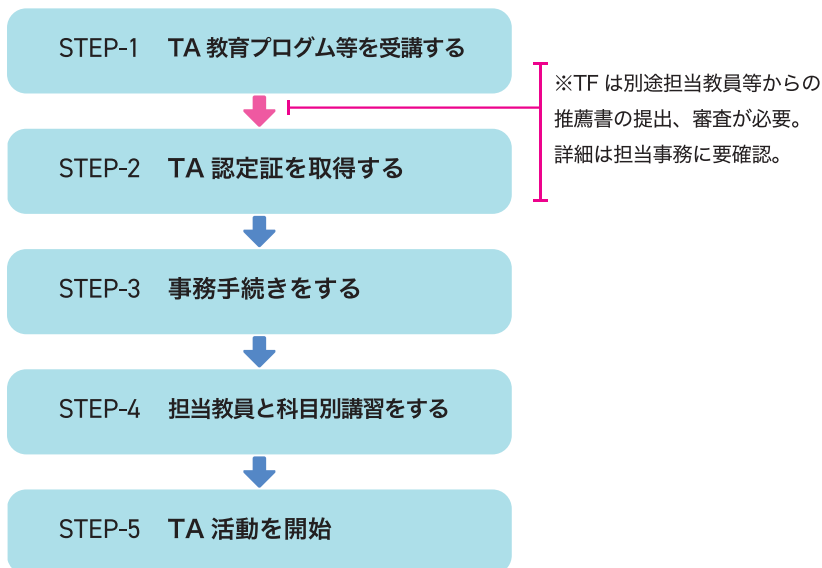 STEP-1 TA 教育プログム等を受講する
※TF は別途担当教員等からの
推薦書の提出、審査が必要。
詳細は担当事務に要確認。
STEP-2 TA 認定証を取得する
STEP-3 事務手続きをする
STEP-4 担当教員と科目別講習をする
STEP-5 TA 活動を開始